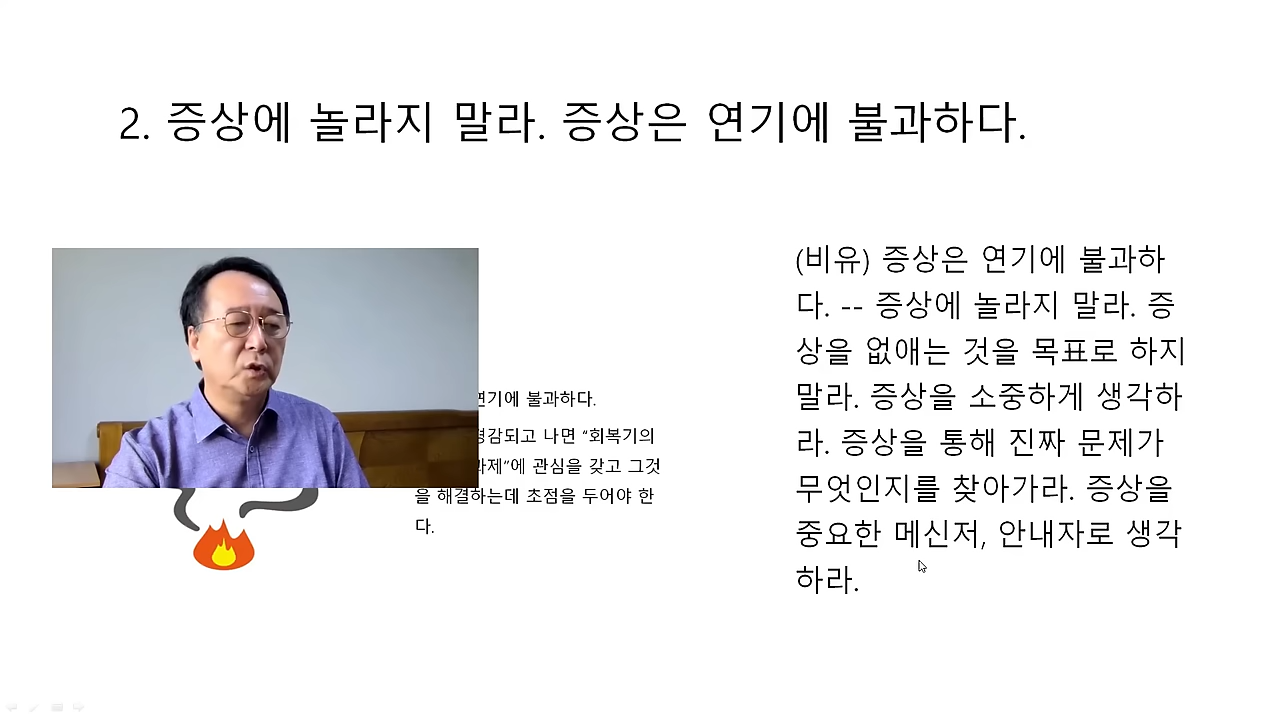 2. 증상에 놀라지 말라. 증상은 연기에 불과하다.
연기에 불과하다.
경감되고 나면 “회복기의
과제”에 관심을 갖고 그것
을 해결하는데 초점을 두어야 한
다.
(비유) 증상은 연기에 불과하
다. -- 증상에 놀라지 말라. 증
상을 없애는 것을 목표로 하지
말라. 증상을 소중하게 생각하
라. 증상을 통해 진짜 문제가
무엇인지를 찾아가라. 증상을
중요한 메신저, 안내자로 생각
하라.